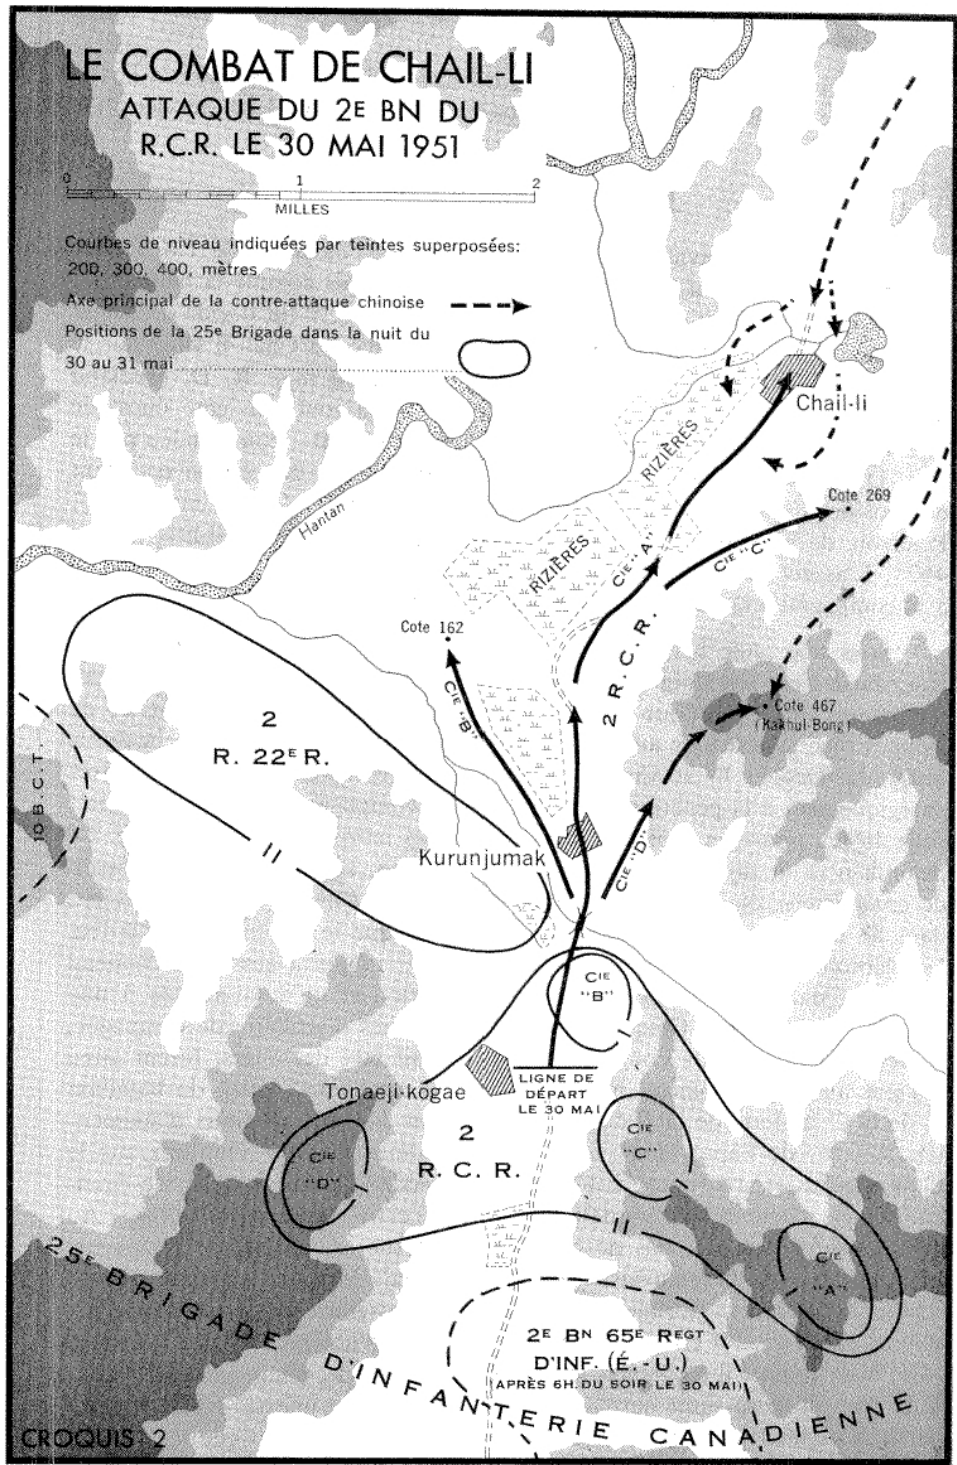 LE COMBAT DE CHAIL-LI
ATTAQUE DU 2E BN DU
R.C.R. LE 30 MAI 1951
0 1 2
MILLES
Courbes de niveau indiquées par teintes superposées:
200, 300, 400, mètres
Axe principal de la contre-attaque chinoise
Positions de la 25e Brigade dans la nuit du
30 au 31 mai
Chail-li
RIZIÈRES
Cote 269
Hantan
RIZIÈRES
CIE "A"
CIE "C"
Cote 162
2 R.C.R.
CIE "B"
Cote 467
(Kakhul-Bong)
2
R. 22E R.
10 B.C.T.
II
Kurunjumak
CIE "D"
CIE
"B"
I
LIGNE DE
DÉPART
LE 30 MAI
Tonaeji-kogae
2
R. C. R.
CIE
"C"
I
CIE
"D"
I
II
CIE
"A"
I
2E BN 65E REGT
D'INF. (É.-U.)
(APRÈS 6H. DU SOIR LE 30 MAI)
25E BRIGADE D'INFANTERIE CANADIENNE
CROQUIS-2